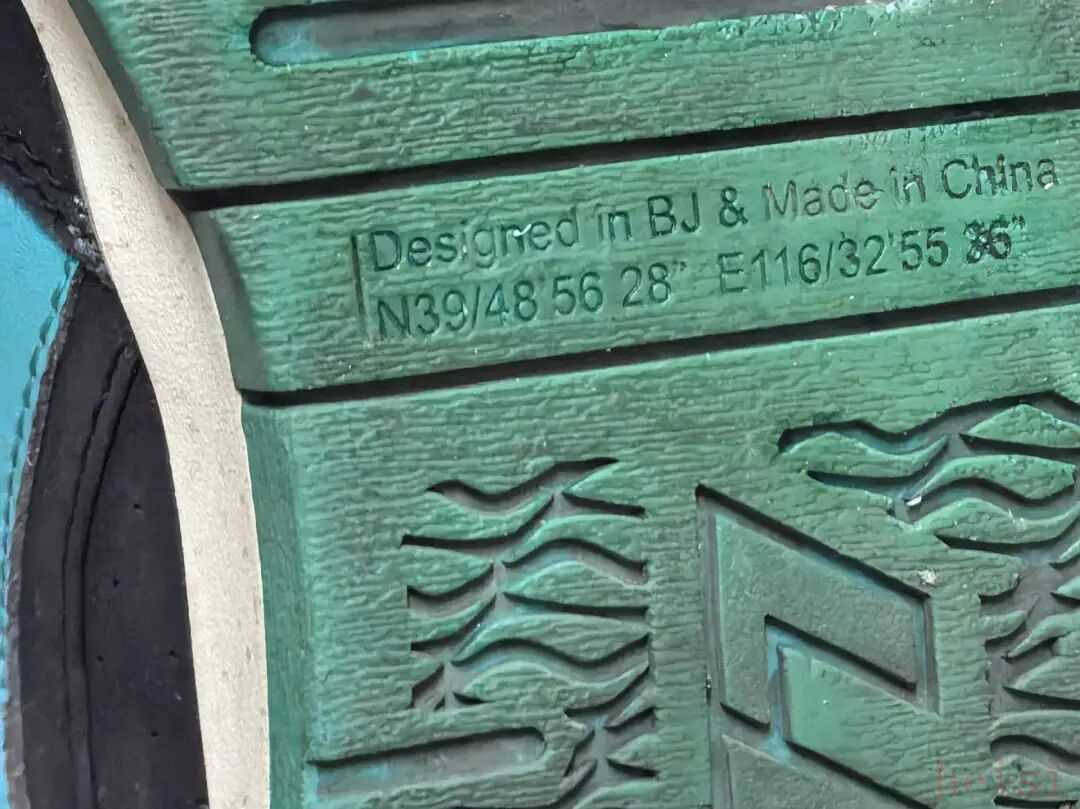 Designed in BJ & Made in China
N39/48'56 28" E116/32'55 36"